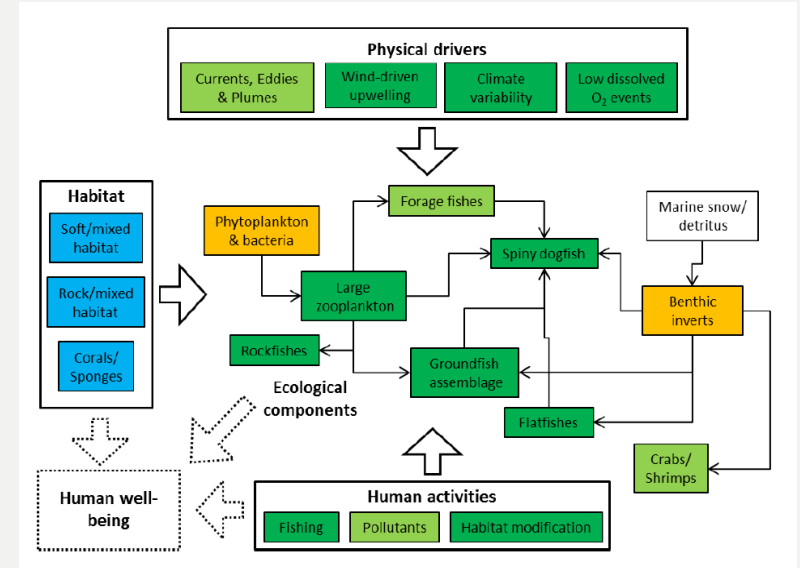 Physical drivers
Currents, Eddies
& Plumes
Wind-driven
upwelling
Climate
variability
Low dissolved
O₂ events
Habitat
Soft/mixed
habitat
Rock/mixed
habitat
Corals/
Sponges
Phytoplankton
& bacteria
Forage fishes
Marine snow/
detritus
Spiny dogfish
Large
zooplankton
Benthic
inverts
Rockfishes
Groundfish
assemblage
Ecological
components
Flatfishes
Crabs/
Shrimps
Human well-
being
Human activities
Fishing
Pollutants
Habitat modification